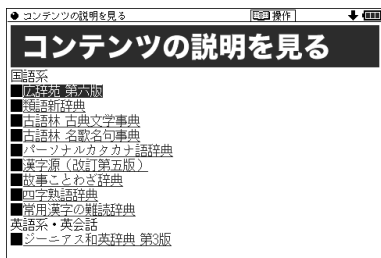 コンテンツの説明を見る
操作
コンテンツの説明を見る
国語系
■広辞苑 第六版
■類語新辞典
■古語林 古典文学事典
■古語林 名歌名句事典
■パーソナルカタカナ語辞典
■漢字源（改訂第五版）
■故事ことわざ辞典
■四字熟語辞典
■常用漢字の難読辞典
英語系・英会話
■ジーニアス和英辞典 第3版